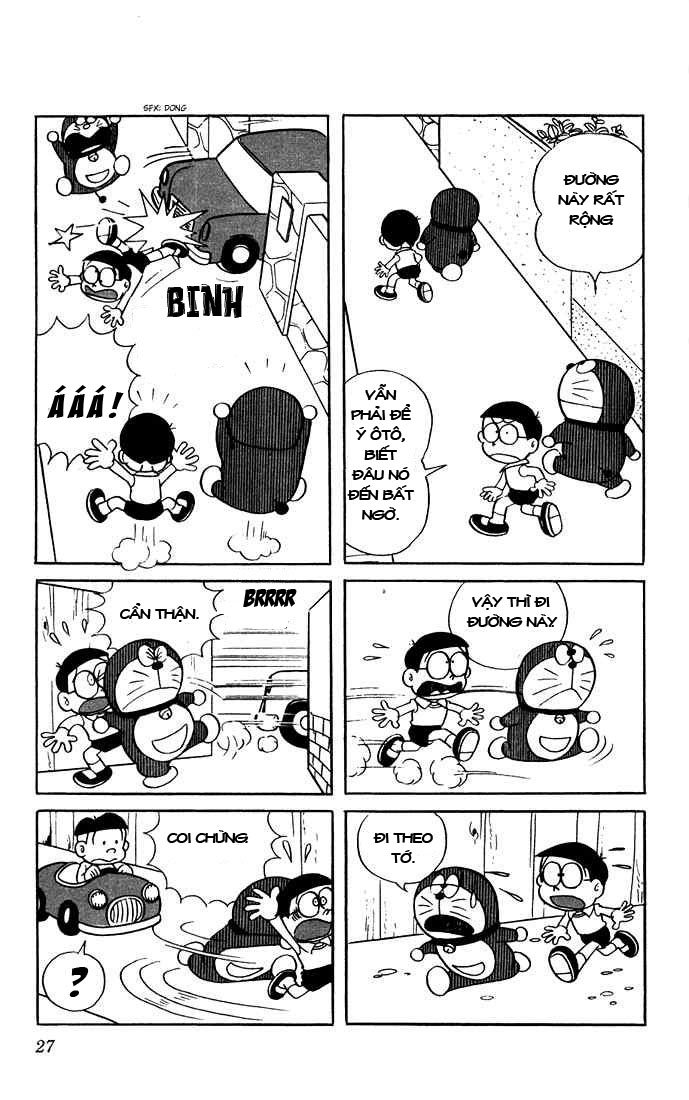 SFX: DONG
ĐƯỜNG
NÀY RẤT
RỘNG
VẪN
PHẢI ĐỂ
Ý ÔTÔ,
BIẾT
ĐÂU NÓ
ĐẾN BẤT
NGỜ.
BINH
ÁÁÁ!
VẬY THÌ ĐI
ĐƯỜNG NÀY
BRRRR
CẨN THẬN.
ĐI THEO
TỚ.
COI CHỪNG
?
27